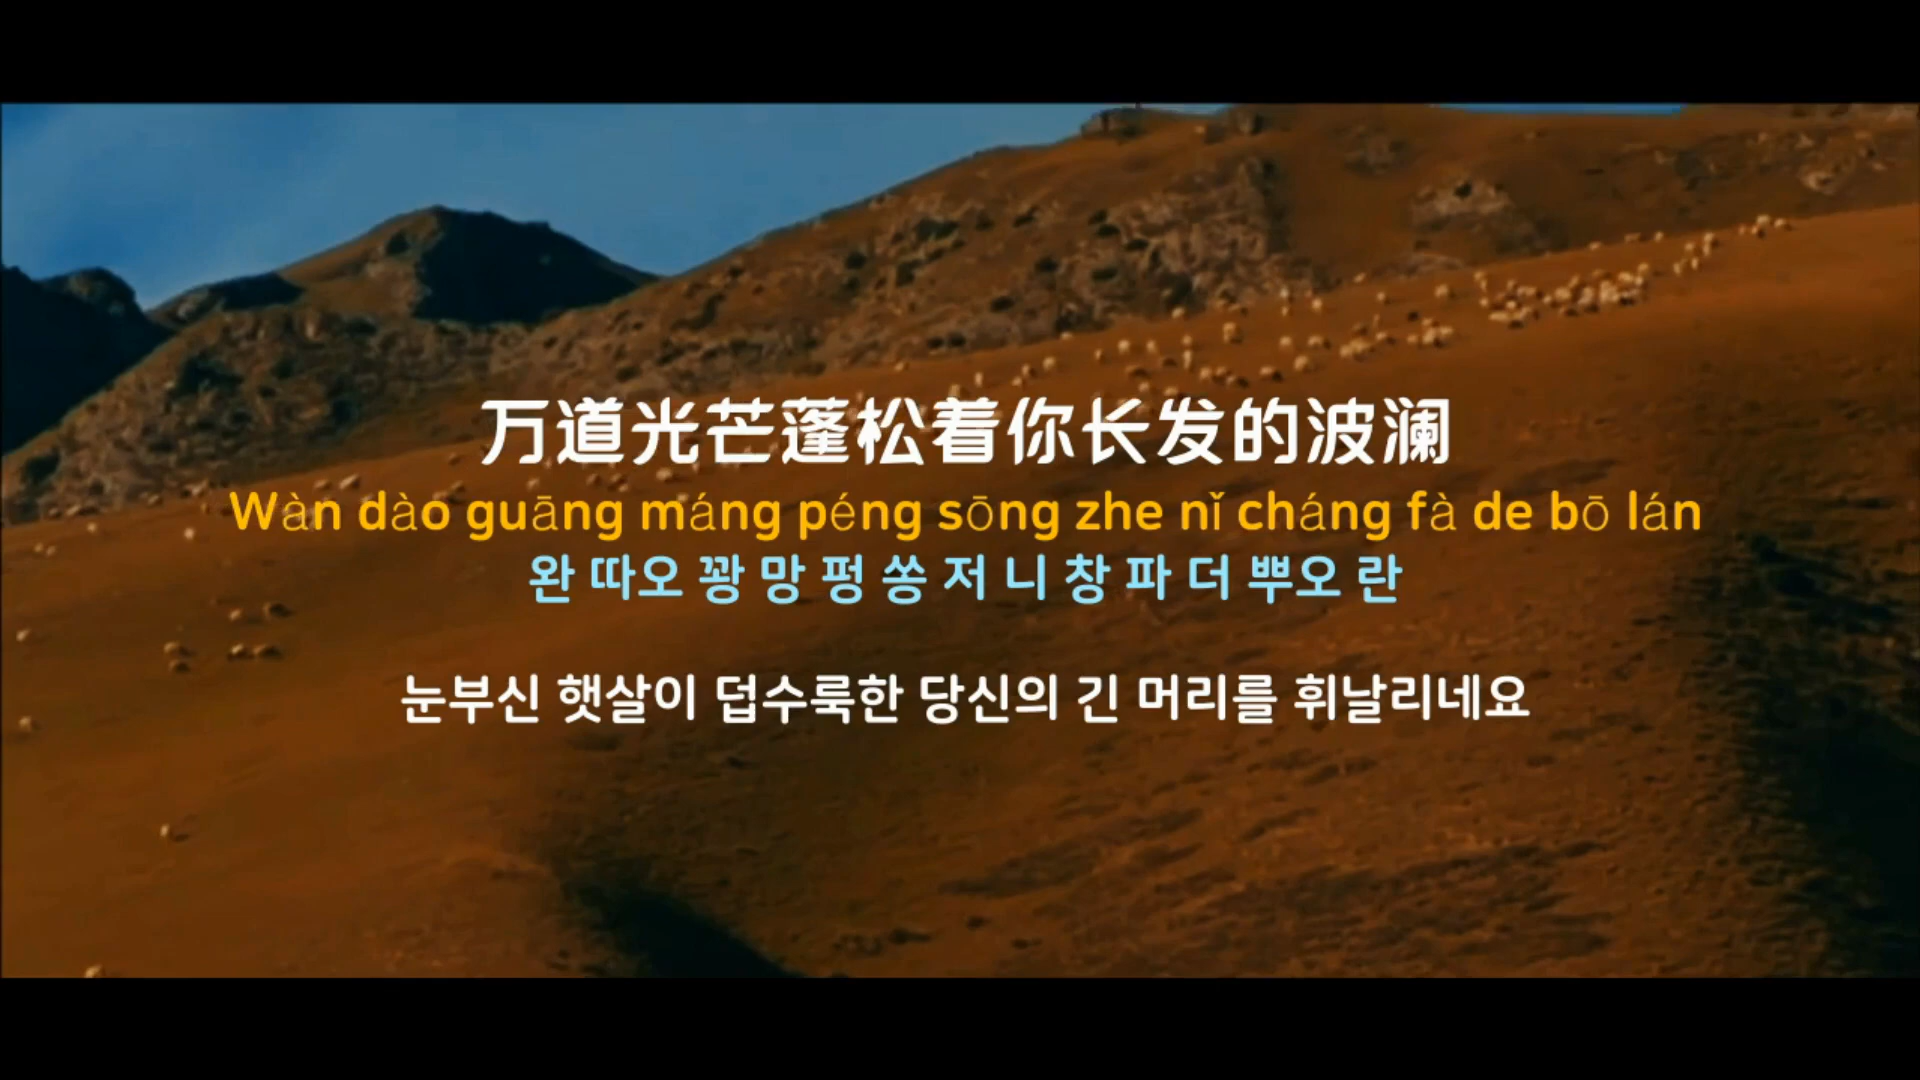 万道光芒蓬松着你长发的波澜
Wàn dào guāng máng péng sōng zhe nǐ cháng fà de bō lán
완 따오 꽝 망 펑 쏭 저 니 창 파 더 뿌오 란
눈부신 햇살이 덥수룩한 당신의 긴 머리를 휘날리네요